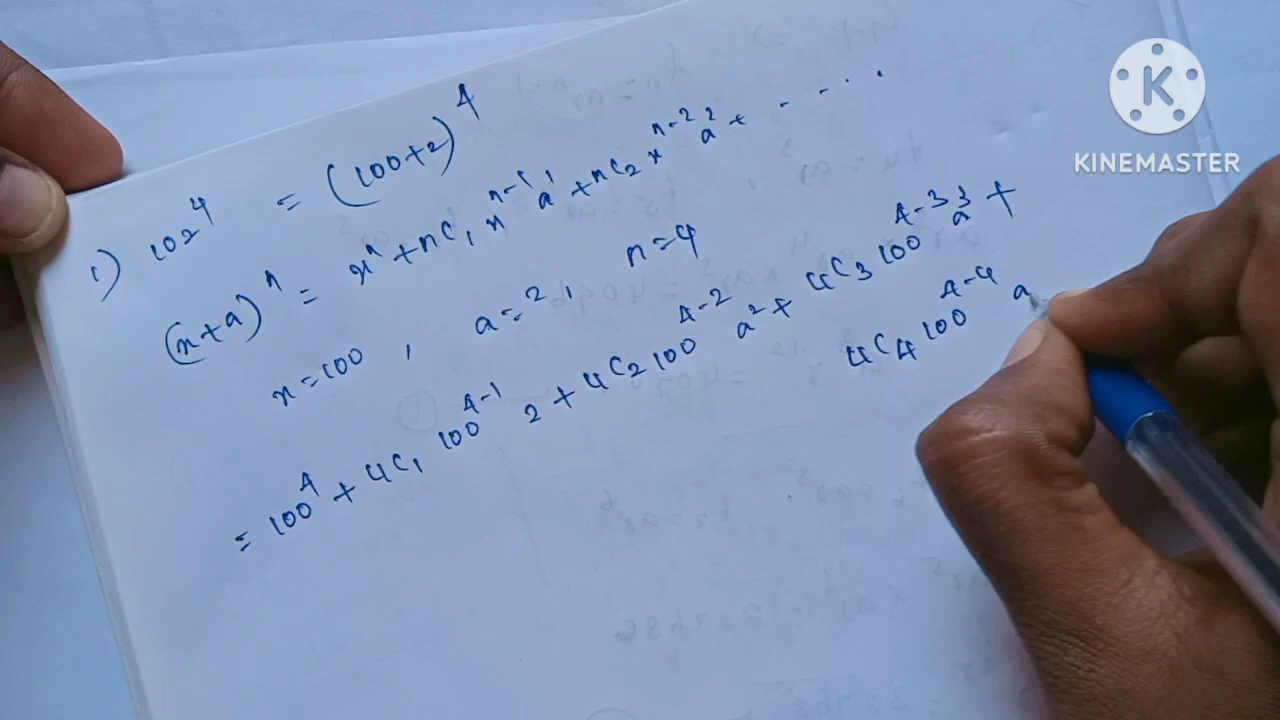 1) 102⁴ = (100+2)⁴
(x+a)ⁿ = xⁿ + nC₁ xⁿ⁻¹ a¹ + nC₂ xⁿ⁻² a² + - - - ·
x=100 , a=2, n=4
= 100⁴ + 4C₁ 100⁴⁻¹ 2 + 4C₂ 100⁴⁻² a² + 4C₃ 100⁴⁻³ a³ +
4C₄ 100⁴⁻⁴ a
KINEMASTER